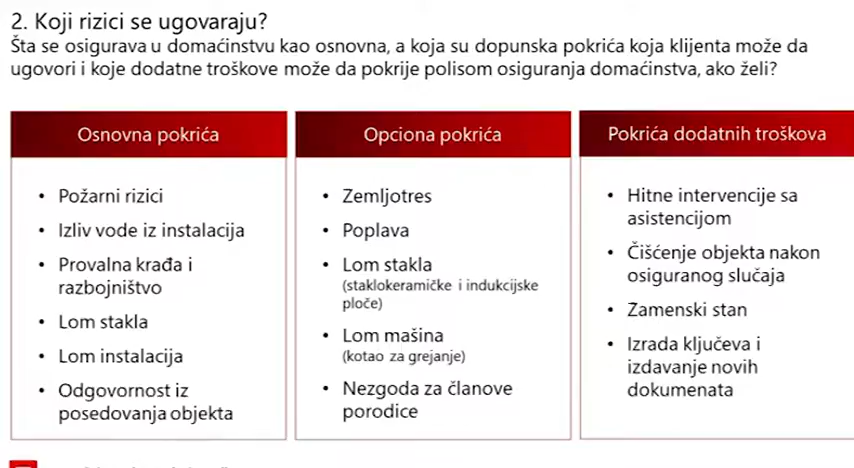 2. Koji rizici se ugovaraju?
Šta se osigurava u domaćinstvu kao osnovna, a koja su dopunska pokrića koja klijenta može da
ugovori i koje dodatne troškove može da pokrije polisom osiguranja domaćinstva, ako želi?
Osnovna pokrića
• Požarni rizici
• Izliv vode iz instalacija
• Provalna krađa i
razbojništvo
• Lom stakla
• Lom instalacija
• Odgovornost iz
posedovanja objekta
Opciona pokrića
• Zemljotres
• Poplava
• Lom stakla
(staklokeramičke i indukcijske
ploče)
• Lom mašina
(kotao za grejanje)
• Nezgoda za članove
porodice
Pokrića dodatnih troškova
• Hitne intervencije sa
asistencijom
• Čišćenje objekta nakon
osiguranog slučaja
• Zamenski stan
• Izrada ključeva i
izdavanje novih
dokumenata